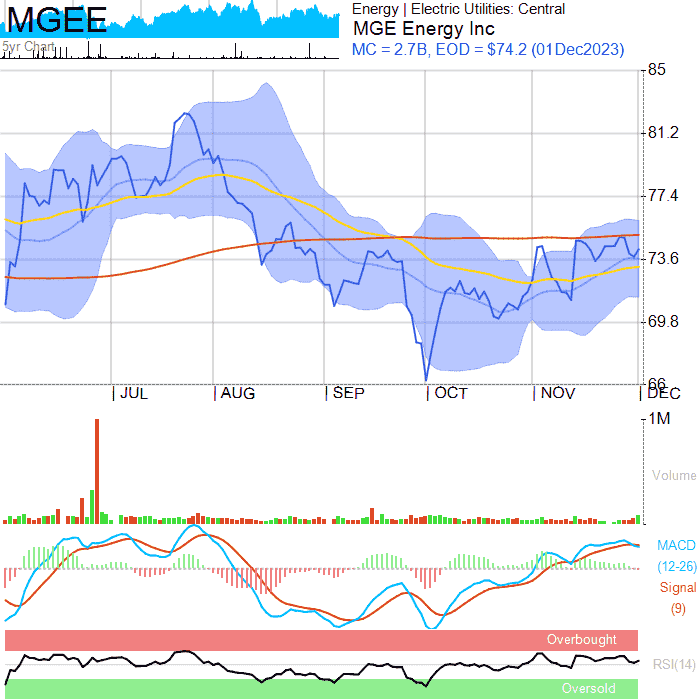 MGEE
5yr Chart
Energy | Electric Utilities: Central
MGE Energy Inc
MC = 2.7B, EOD = $74.2 (01Dec2023)
85
81.2
77.4
73.6
69.8
66
JUL AUG SEP OCT NOV DEC
1M
Volume
MACD
(12-26)
Signal
(9)
Overbought
RSI(14)
Oversold